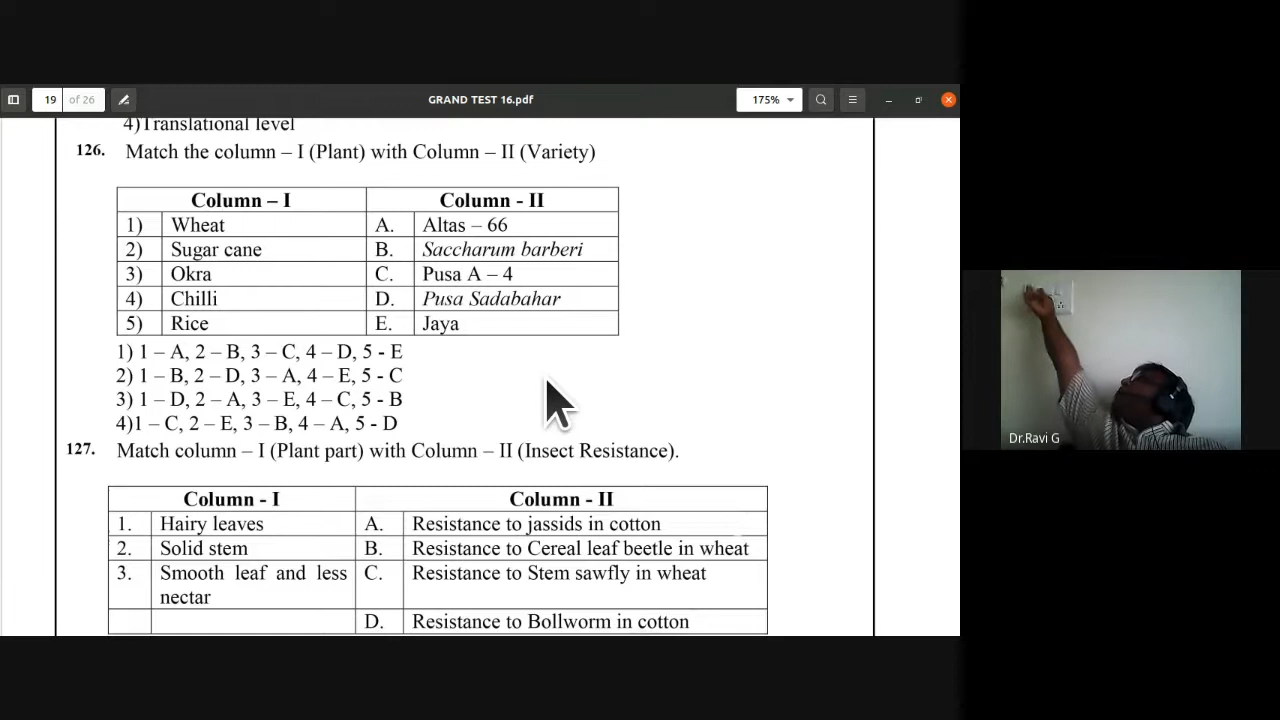 19 of 26
GRAND TEST 16.pdf
175%
4)Translational level
126. Match the column – I (Plant) with Column – II (Variety)
Column – I Column - II
1) Wheat A. Altas – 66
2) Sugar cane B. Saccharum barberi
3) Okra C. Pusa A – 4
4) Chilli D. Pusa Sadabahar
5) Rice E. Jaya
1) 1 – A, 2 – B, 3 – C, 4 – D, 5 - E
2) 1 – B, 2 – D, 3 – A, 4 – E, 5 - C
3) 1 – D, 2 – A, 3 – E, 4 – C, 5 - B
4)1 – C, 2 – E, 3 – B, 4 – A, 5 - D
127. Match column – I (Plant part) with Column – II (Insect Resistance).
Column - I Column - II
1. Hairy leaves A. Resistance to jassids in cotton
2. Solid stem B. Resistance to Cereal leaf beetle in wheat
3. Smooth leaf and less C. Resistance to Stem sawfly in wheat
nectar
D. Resistance to Bollworm in cotton
Dr.Ravi G